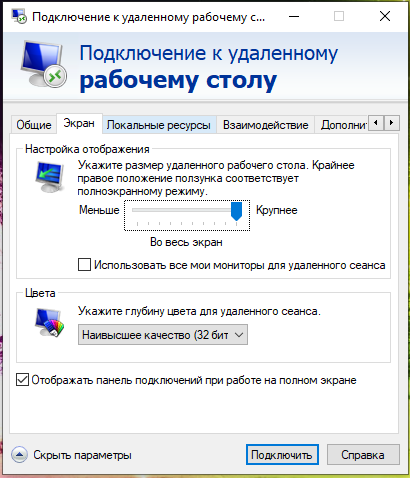 Подключение к удаленному рабочему с...
Подключение к удаленному
рабочему столу
Общие
Экран
Локальные ресурсы
Взаимодействие
Дополнит
Настройка отображения
Укажите размер удаленного рабочего стола. Крайнее
правое положение ползунка соответствует
полноэкранному режиму.
Меньше
Крупнее
Во весь экран
Использовать все мои мониторы для удаленного сеанса
Цвета
Укажите глубину цвета для удаленного сеанса.
Наивысшее качество (32 бит
Отображать панель подключений при работе на полном экране
Скрыть параметры
Подключить
Справка